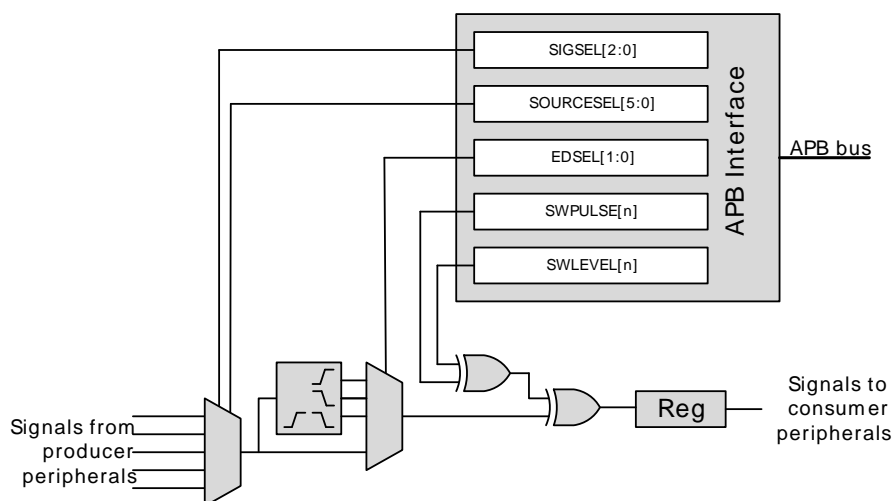 SIGSEL[2:0]
SOURCESEL[5:0]
EDSEL[1:0]
SWPULSE[n]
SWLEVEL[n]
APB Interface
APB bus
Signals from
producer
peripherals
Reg
Signals to
consumer
peripherals